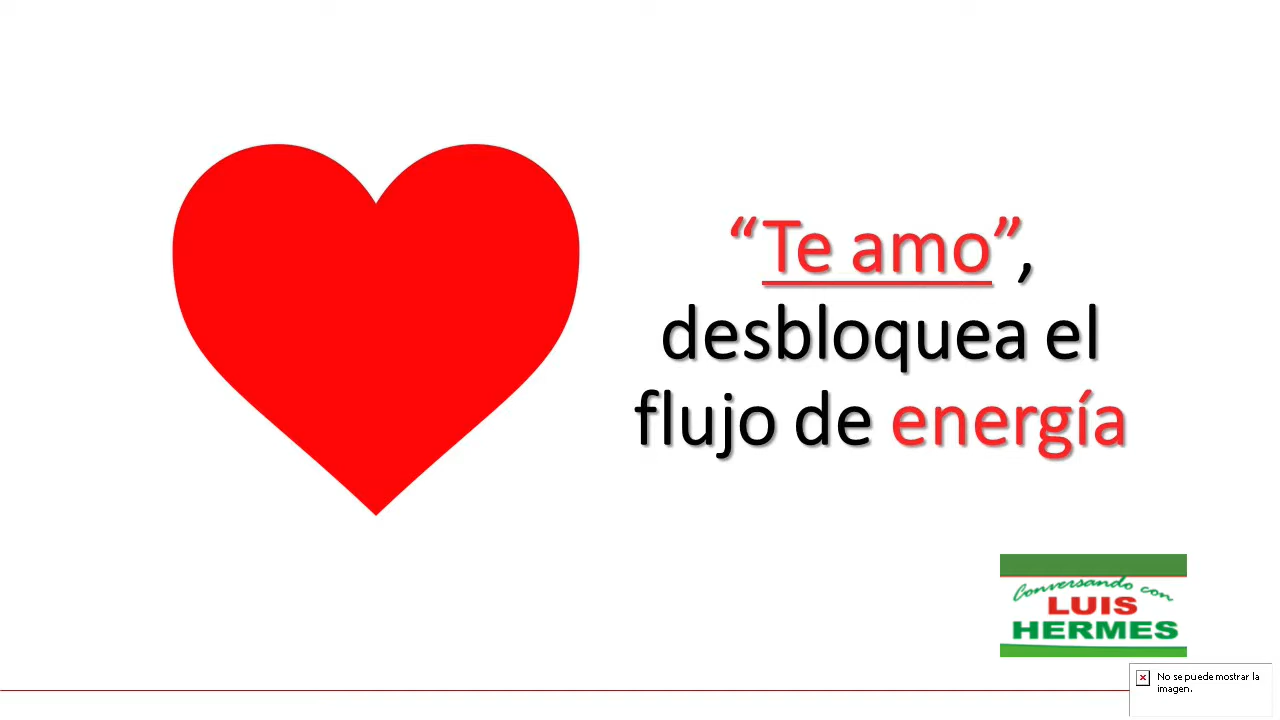 “Te amo”,
desbloquea el
flujo de energía
Conversando con
LUIS
HERMES
No se puede mostrar la
imagen.